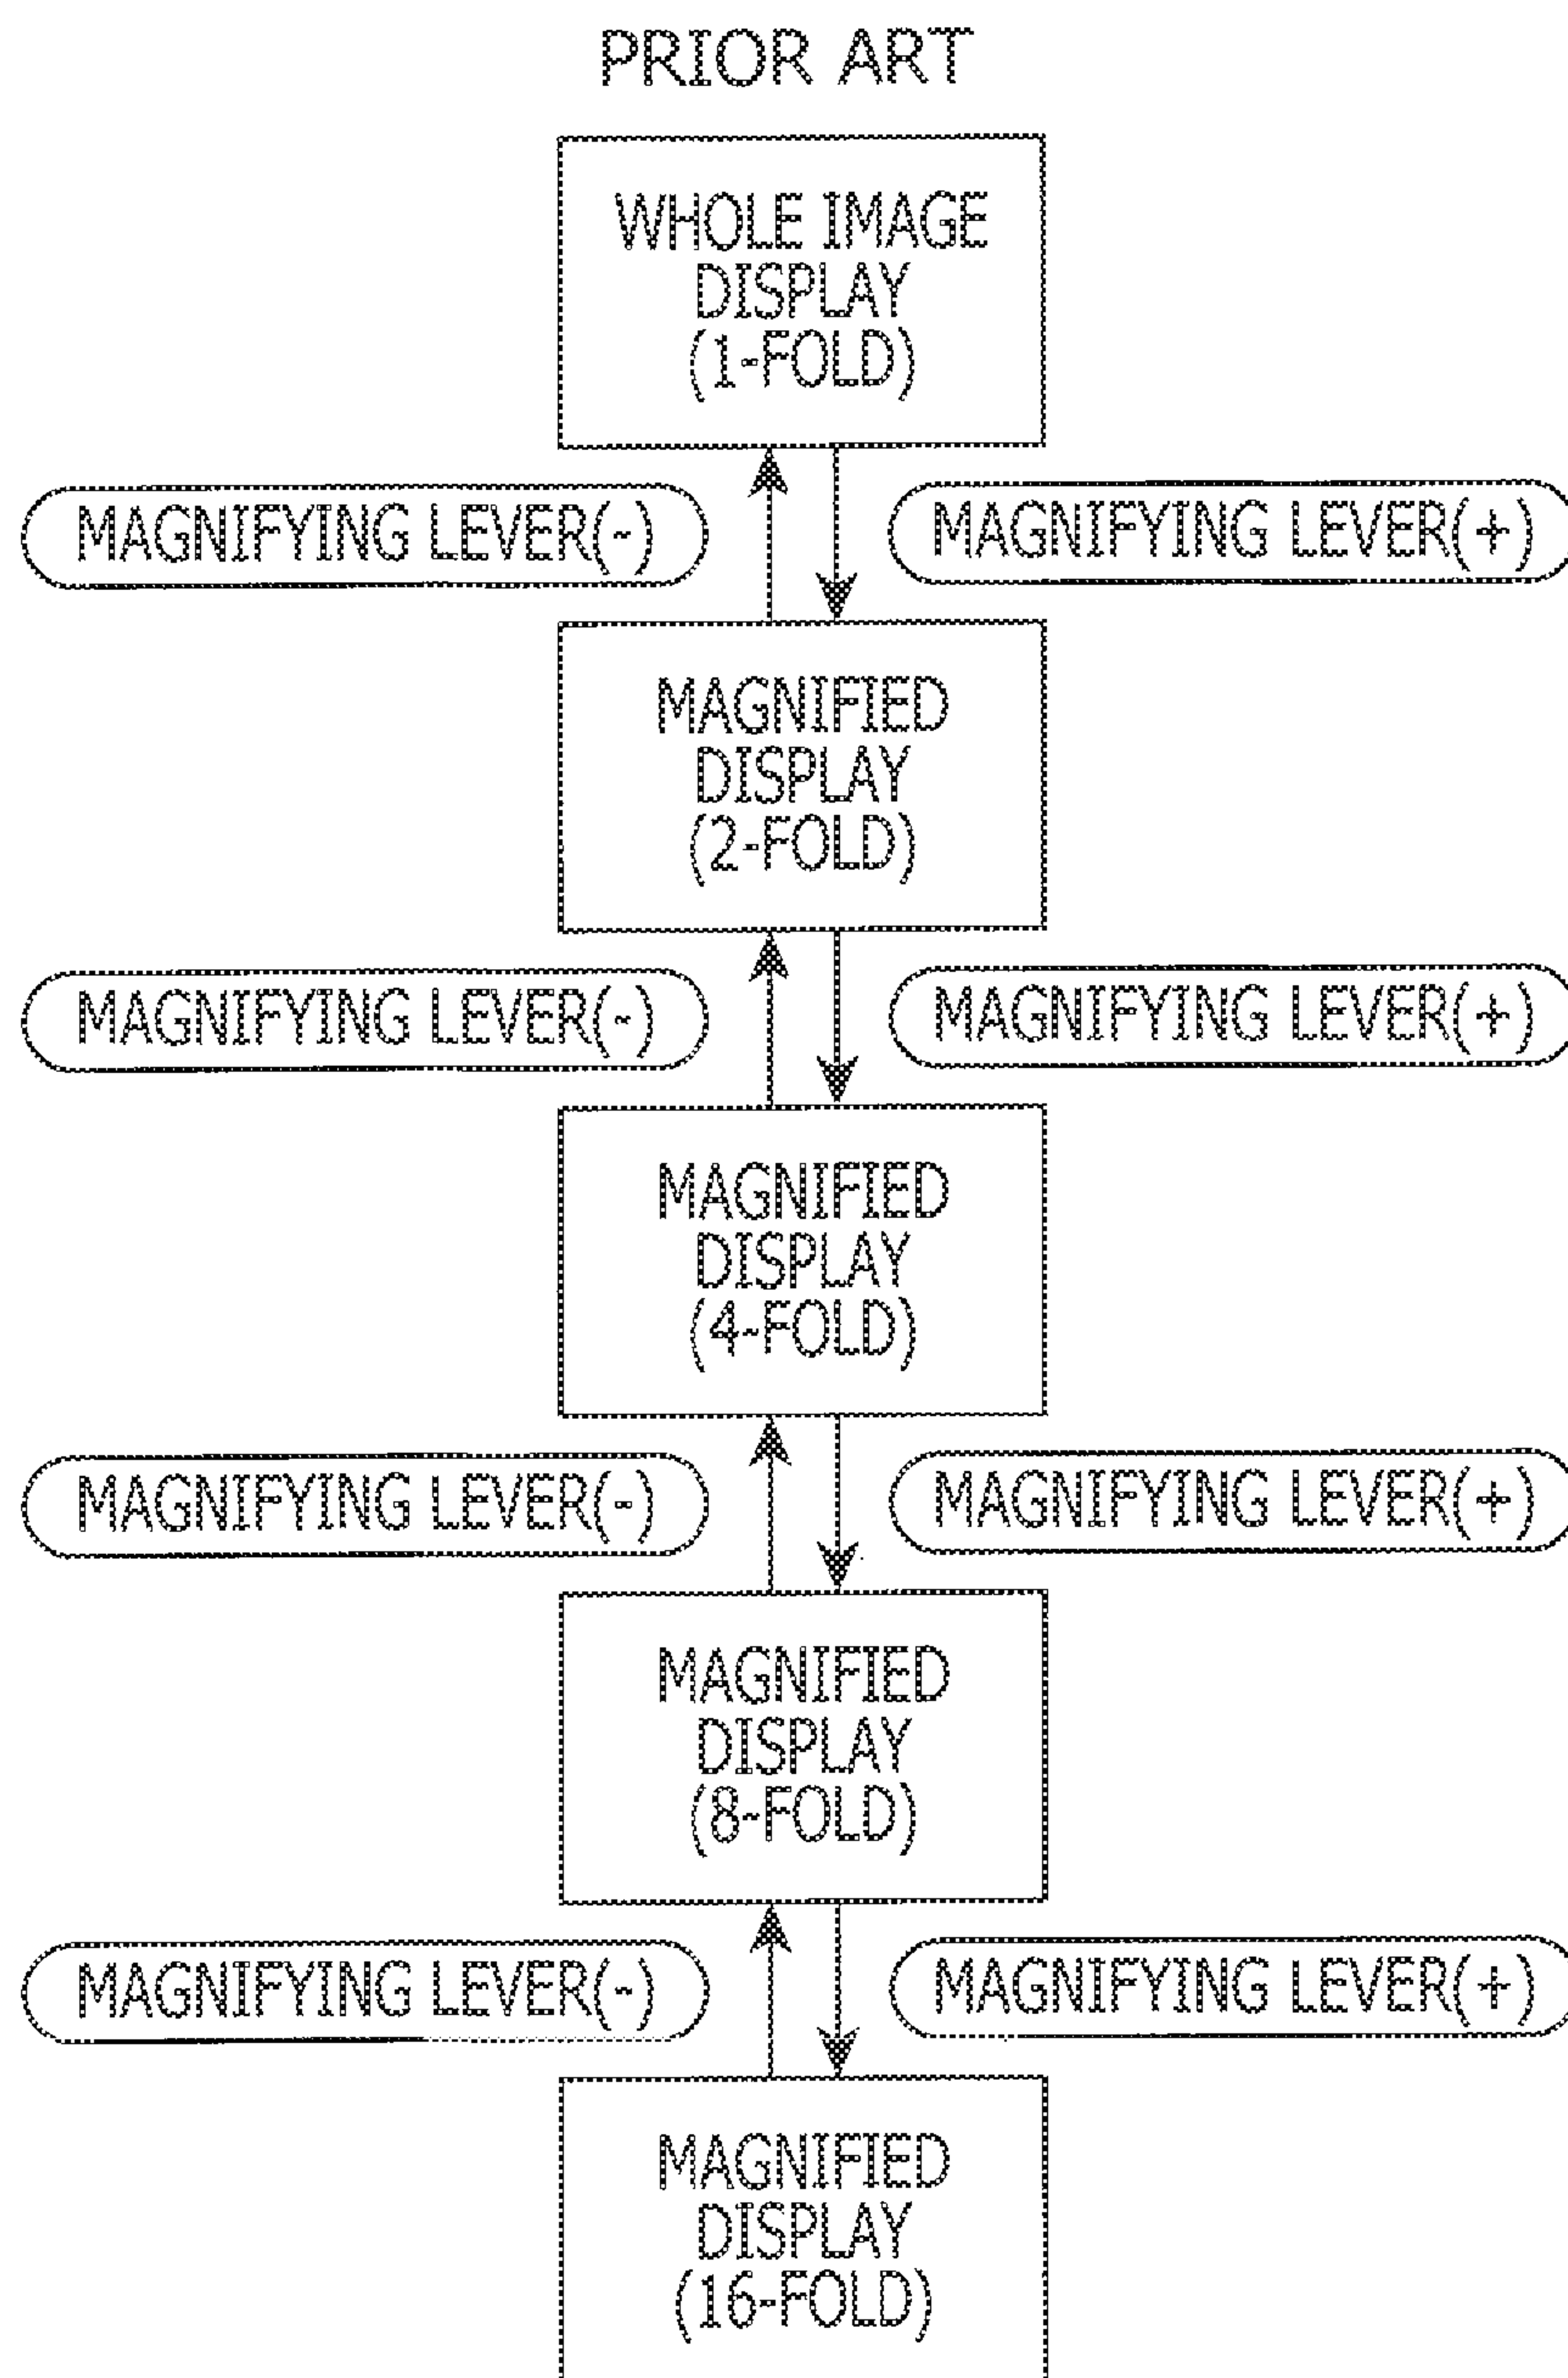 PRIOR ART
WHOLE IMAGE
DISPLAY
(1-FOLD)
MAGNIFYING LEVER(-)
MAGNIFYING LEVER(+)
MAGNIFIED
DISPLAY
(2-FOLD)
MAGNIFYING LEVER(-)
MAGNIFYING LEVER(+)
MAGNIFIED
DISPLAY
(4-FOLD)
MAGNIFYING LEVER(-)
MAGNIFYING LEVER(+)
MAGNIFIED
DISPLAY
(8-FOLD)
MAGNIFYING LEVER(-)
MAGNIFYING LEVER(+)
MAGNIFIED
DISPLAY
(16-FOLD)